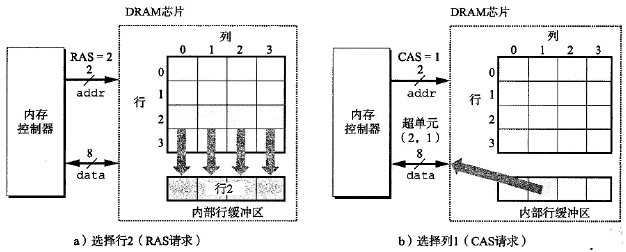 DRAM芯片
列
0 1 2 3
RAS = 2
2
addr
0
1
行
2
3
内存
控制器
8
data
行2
内部行缓冲区
a）选择行2（RAS请求）
DRAM芯片
列
0 1 2 3
CAS = 1
2
addr
0
1
行
2
3
内存
控制器
超单元
（2，1）
8
data
内部行缓冲区
b）选择列1（CAS请求）